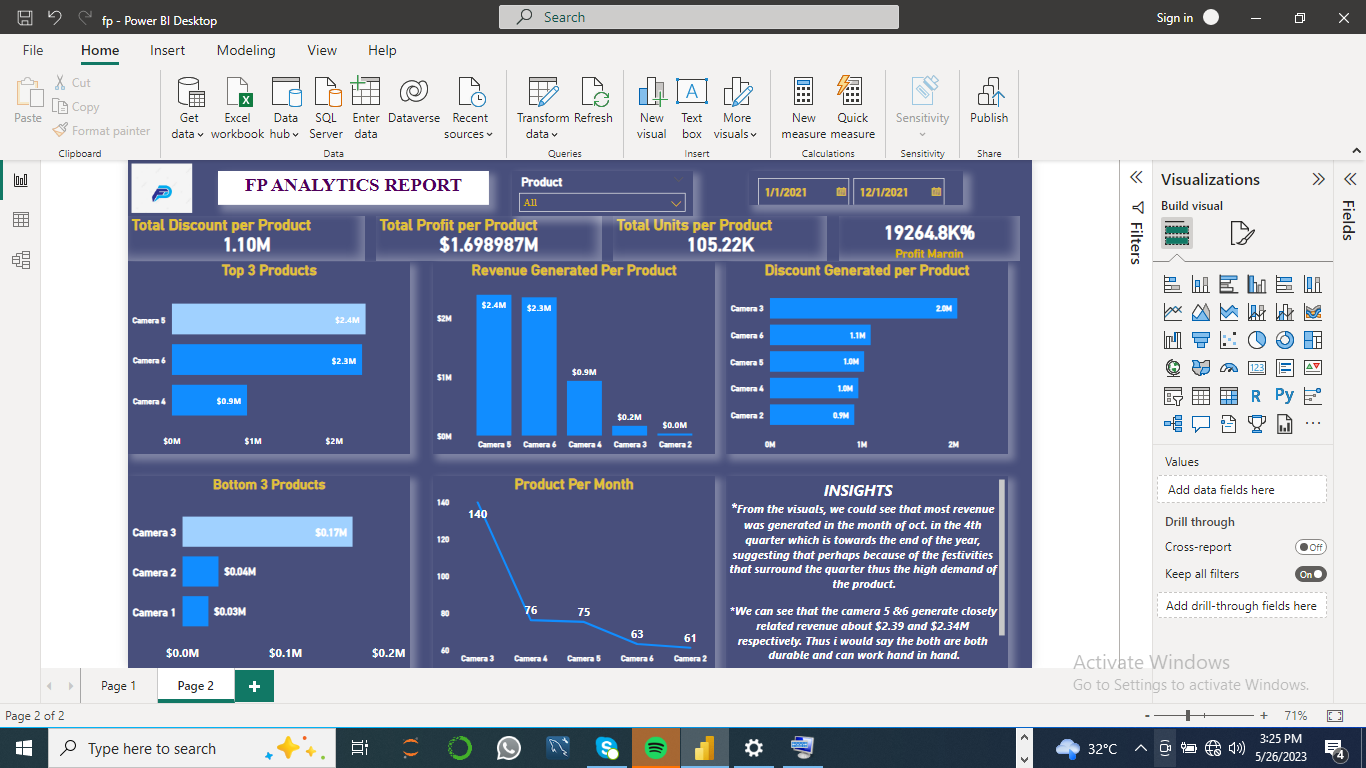 fp - Power BI Desktop
Search
Sign in
File Home Insert Modeling View Help
Paste
Cut
Copy
Format painter
Clipboard
Get data
Excel workbook
Data hub
SQL Server
Enter data
Dataverse
Recent sources
Data
Transform data
Refresh
Queries
New visual
Text box
More visuals
Insert
New measure
Quick measure
Calculations
Sensitivity
Sensitivity
Publish
Share
FP ANALYTICS REPORT
Product
All
1/1/2021
12/1/2021
Total Discount per Product
1.10M
Total Profit per Product
$1.698987M
Total Units per Product
105.22K
19264.8K%
Profit Margin
Top 3 Products
Camera 5 $2.4M
Camera 6 $2.3M
Camera 4 $0.9M
$0M $1M $2M
Revenue Generated Per Product
$2M
$1M
$0M
$2.4M $2.3M $0.9M $0.2M $0.0M
Camera 5 Camera 6 Camera 4 Camera 3 Camera 2
Discount Generated per Product
Camera 3 2.0M
Camera 6 1.1M
Camera 5 1.0M
Camera 4 1.0M
Camera 2 0.9M
0M 1M 2M
Bottom 3 Products
Camera 3 $0.17M
Camera 2 $0.04M
Camera 1 $0.03M
$0.0M $0.1M $0.2M
Product Per Month
140
120
100
80
60
140 76 75 63 61
Camera 3 Camera 4 Camera 5 Camera 6 Camera 2
INSIGHTS
*From the visuals, we could see that most revenue
was generated in the month of oct. in the 4th
quarter which is towards the end of the year,
suggesting that perhaps because of the festivities
that surround the quarter thus the high demand of
the product.
*We can see that the camera 5 &6 generate closely
related revenue about $2.39 and $2.34M
respectively. Thus i would say the both are both
durable and can work hand in hand.
Filters
Visualizations
Build visual
R Py
123
Values
Add data fields here
Drill through
Cross-report
Off
Keep all filters
On
Add drill-through fields here
Fields
Activate Windows
Go to Settings to activate Windows.
Page 1
Page 2
Page 2 of 2
71%
Type here to search
32°C
3:25 PM
5/26/2023
4